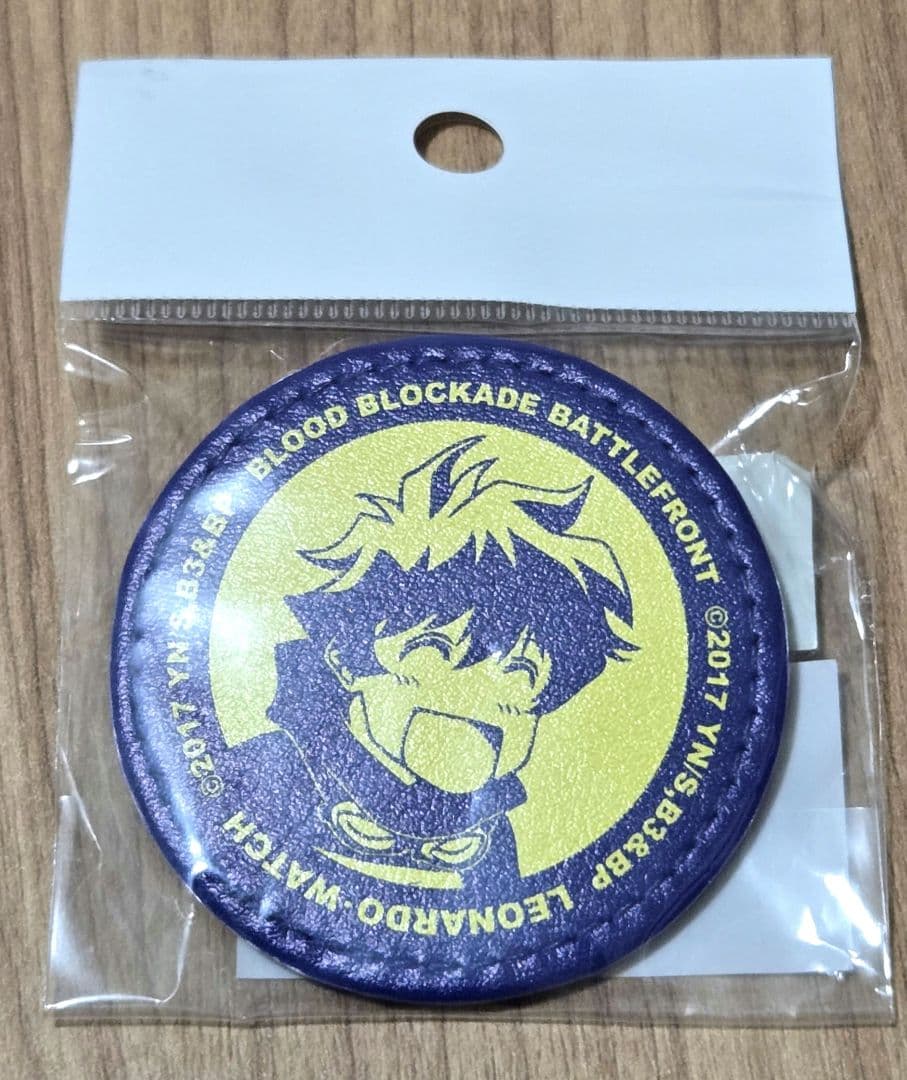 BLOOD BLOCKADE BATTLEFRONT
©2017 YN/S,B3&BP
LEONARDO·WATCH
©2017 YN/S,B3&BP